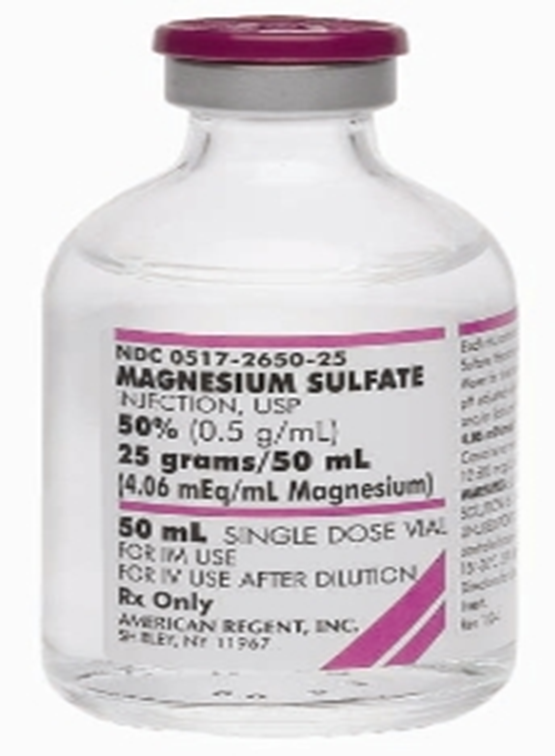 NDC 0517-2650-25
MAGNESIUM SULFATE
INJECTION, USP
50% (0.5 g/mL)
25 grams/50 mL
(4.06 mEq/mL Magnesium)
50 mL SINGLE DOSE VIAL
FOR IM USE
FOR IV USE AFTER DILUTION
Rx Only
AMERICAN REGENT, INC.
SHIRLEY, NY 11967